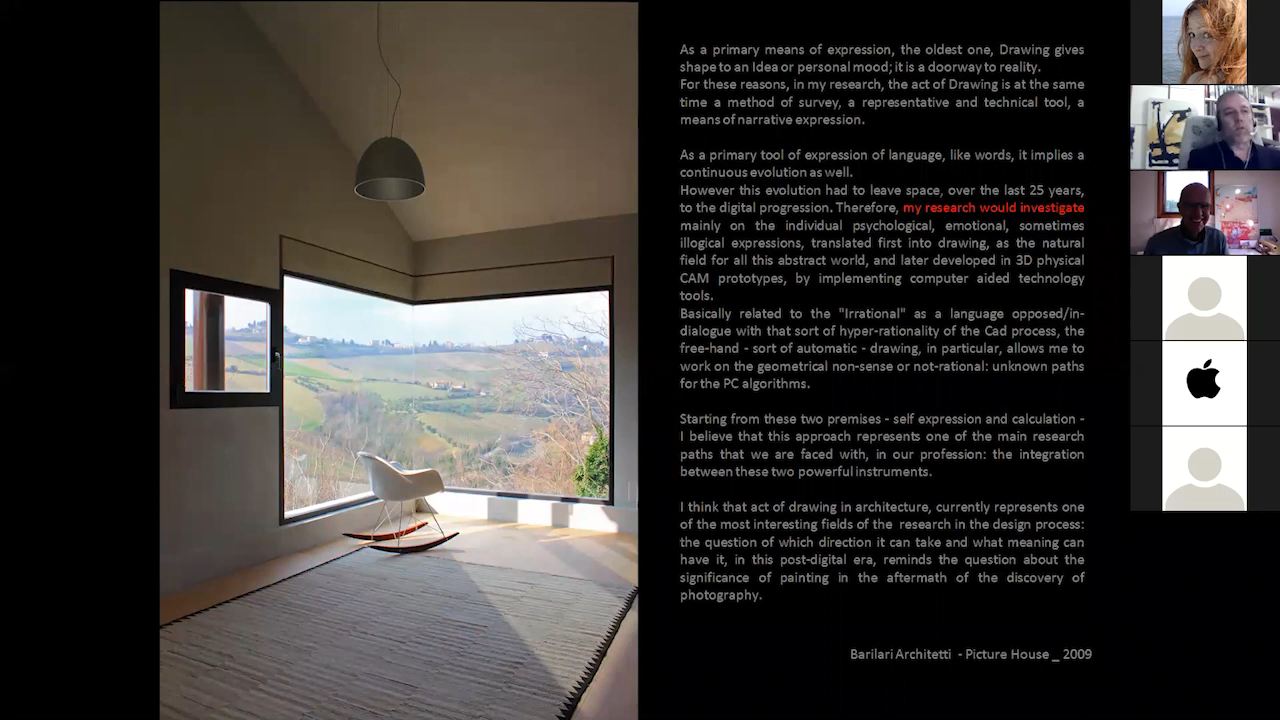 As a primary means of expression, the oldest one, Drawing gives
shape to an Idea or personal mood; it is a doorway to reality.
For these reasons, in my research, the act of Drawing is at the same
time a method of survey, a representative and technical tool, a
means of narrative expression.
As a primary tool of expression of language, like words, it implies a
continuous evolution as well.
However this evolution had to leave space, over the last 25 years,
to the digital progression. Therefore, my research would investigate
mainly on the individual psychological, emotional, sometimes
illogical expressions, translated first into drawing, as the natural
field for all this abstract world, and later developed in 3D physical
CAM prototypes, by implementing computer aided technology
tools.
Basically related to the "Irrational" as a language opposed/in-
dialogue with that sort of hyper-rationality of the Cad process, the
free-hand - sort of automatic - drawing, in particular, allows me to
work on the geometrical non-sense or not-rational: unknown paths
for the PC algorithms.
Starting from these two premises - self expression and calculation -
I believe that this approach represents one of the main research
paths that we are faced with, in our profession: the integration
between these two powerful instruments.
I think that act of drawing in architecture, currently represents one
of the most interesting fields of the research in the design process:
the question of which direction it can take and what meaning can
have it, in this post-digital era, reminds the question about the
significance of painting in the aftermath of the discovery of
photography.
Barilari Architetti - Picture House _ 2009